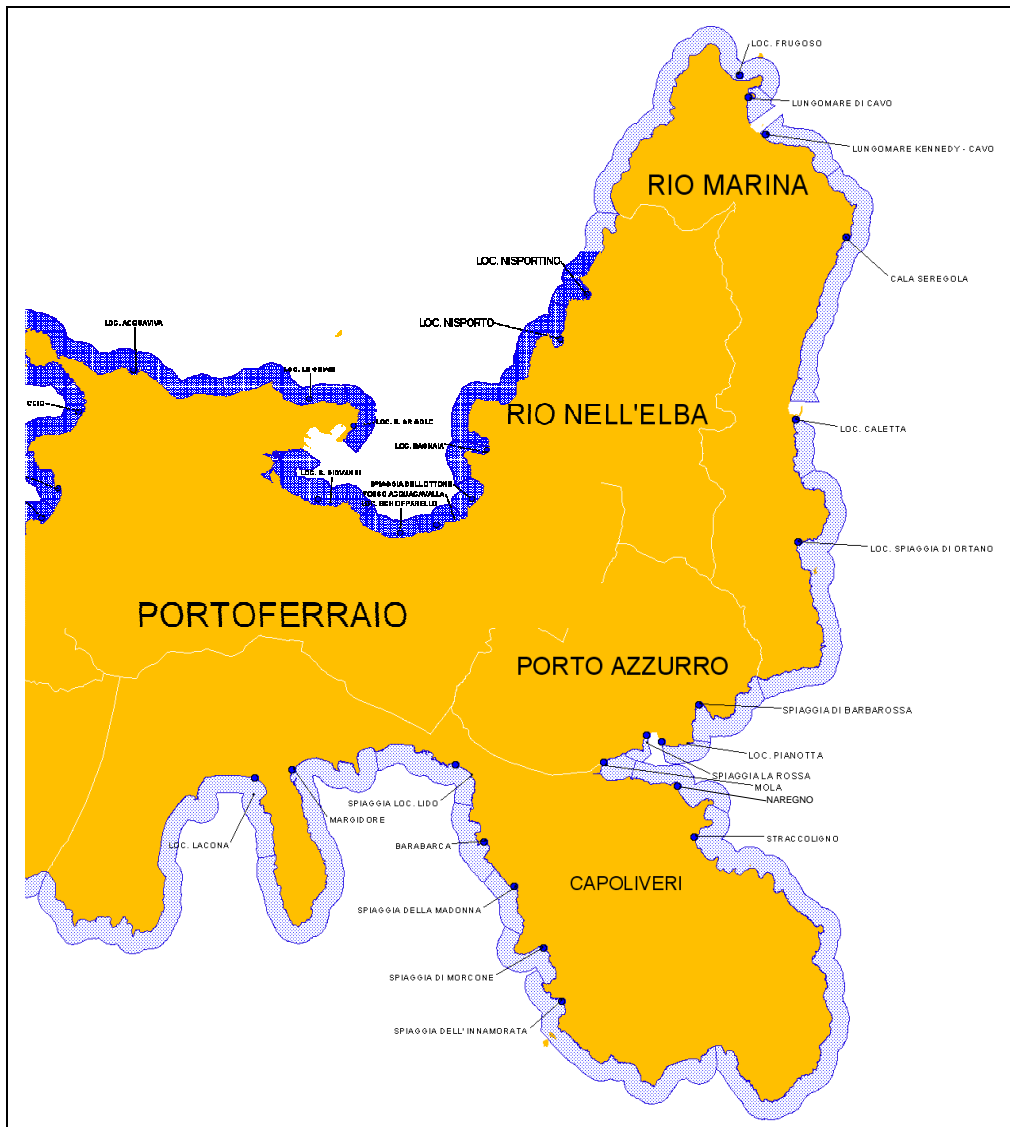 LOC. FRUGOSO
LUNGOMARE DI CAVO
LUNGOMARE KENNEDY - CAVO
RIO MARINA
LOC. NISPORTINO
CALA SEREGOLA
LOC. ACQUAVIVA
LOC. NISPORTO
LOC. CALETTA
RIO NELL'ELBA
LOC. BAGNAIA
SPIAGGIA DELL'OTTONE
LOC. SPIAGGIA DI ORTANO
PORTOFERRAIO
PORTO AZZURRO
SPIAGGIA DI BARBAROSSA
LOC. PIANOTTA
SPIAGGIA LA ROSSA
MOLA
NAREGNO
SPIAGGIA LOC. LIDO
MARGIDORE
STRACCOLIGNO
LOC. LACONA
BARABARCA
CAPOLIVERI
SPIAGGIA DELLA MADONNA
SPIAGGIA DI MORCONE
SPIAGGIA DELL'INNAMORATA